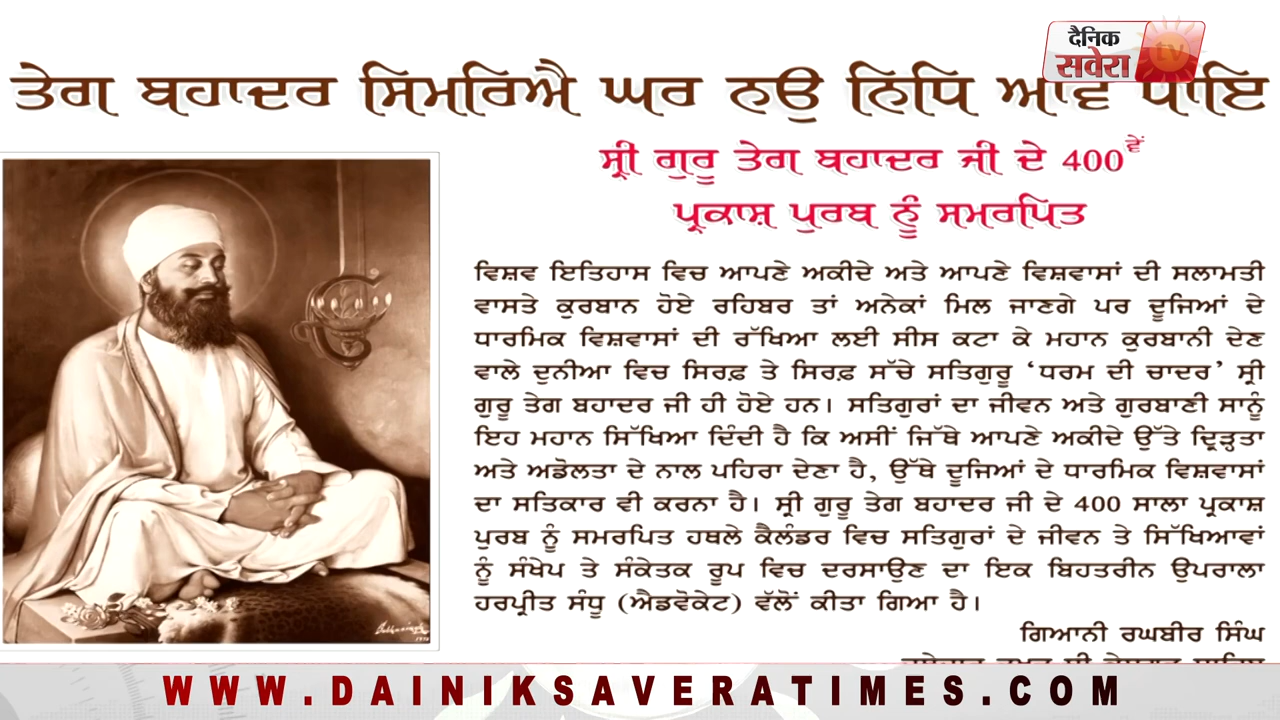 दैनिक
सवेरा tv
ਤੇਗ ਬਹਾਦਰ ਸਿਮਰਿਐ ਘਰ ਨਉ ਨਿਧਿ ਆਵੈ ਧਾਇ
ਸ੍ਰੀ ਗੁਰੂ ਤੇਗ ਬਹਾਦਰ ਜੀ ਦੇ 400ਵੇਂ
ਪ੍ਰਕਾਸ਼ ਪੁਰਬ ਨੂੰ ਸਮਰਪਿਤ
ਵਿਸ਼ਵ ਇਤਿਹਾਸ ਵਿਚ ਆਪਣੇ ਅਕੀਦੇ ਅਤੇ ਆਪਣੇ ਵਿਸ਼ਵਾਸਾਂ ਦੀ ਸਲਾਮਤੀ
ਵਾਸਤੇ ਕੁਰਬਾਨ ਹੋਏ ਰਹਿਬਰ ਤਾਂ ਅਨੇਕਾਂ ਮਿਲ ਜਾਣਗੇ ਪਰ ਦੂਜਿਆਂ ਦੇ
ਧਾਰਮਿਕ ਵਿਸ਼ਵਾਸਾਂ ਦੀ ਰੱਖਿਆ ਲਈ ਸੀਸ ਕਟਾ ਕੇ ਮਹਾਨ ਕੁਰਬਾਨੀ ਦੇਣ
ਵਾਲੇ ਦੁਨੀਆ ਵਿਚ ਸਿਰਫ਼ ਤੇ ਸਿਰਫ਼ ਸੱਚੇ ਸਤਿਗੁਰੂ ‘ਧਰਮ ਦੀ ਚਾਦਰ’ ਸ੍ਰੀ
ਗੁਰੂ ਤੇਗ ਬਹਾਦਰ ਜੀ ਹੀ ਹੋਏ ਹਨ। ਸਤਿਗੁਰਾਂ ਦਾ ਜੀਵਨ ਅਤੇ ਗੁਰਬਾਣੀ ਸਾਨੂੰ
ਇਹ ਮਹਾਨ ਸਿੱਖਿਆ ਦਿੰਦੀ ਹੈ ਕਿ ਅਸੀਂ ਜਿੱਥੇ ਆਪਣੇ ਅਕੀਦੇ ਉੱਤੇ ਦ੍ਰਿੜ੍ਹਤਾ
ਅਤੇ ਅਡੋਲਤਾ ਦੇ ਨਾਲ ਪਹਿਰਾ ਦੇਣਾ ਹੈ, ਉੱਥੇ ਦੂਜਿਆਂ ਦੇ ਧਾਰਮਿਕ ਵਿਸ਼ਵਾਸਾਂ
ਦਾ ਸਤਿਕਾਰ ਵੀ ਕਰਨਾ ਹੈ। ਸ੍ਰੀ ਗੁਰੂ ਤੇਗ ਬਹਾਦਰ ਜੀ ਦੇ 400 ਸਾਲਾ ਪ੍ਰਕਾਸ਼
ਪੁਰਬ ਨੂੰ ਸਮਰਪਿਤ ਹਥਲੇ ਕੈਲੰਡਰ ਵਿਚ ਸਤਿਗੁਰਾਂ ਦੇ ਜੀਵਨ ਤੇ ਸਿੱਖਿਆਵਾਂ
ਨੂੰ ਸੰਖੇਪ ਤੇ ਸੰਕੇਤਕ ਰੂਪ ਵਿਚ ਦਰਸਾਉਣ ਦਾ ਇਕ ਬਿਹਤਰੀਨ ਉਪਰਾਲਾ
ਹਰਪ੍ਰੀਤ ਸੰਧੂ (ਐਡਵੋਕੇਟ) ਵੱਲੋਂ ਕੀਤਾ ਗਿਆ ਹੈ।
ਗਿਆਨੀ ਰਘਬੀਰ ਸਿੰਘ
WWW.DAINIKSAVERATIMES.COM